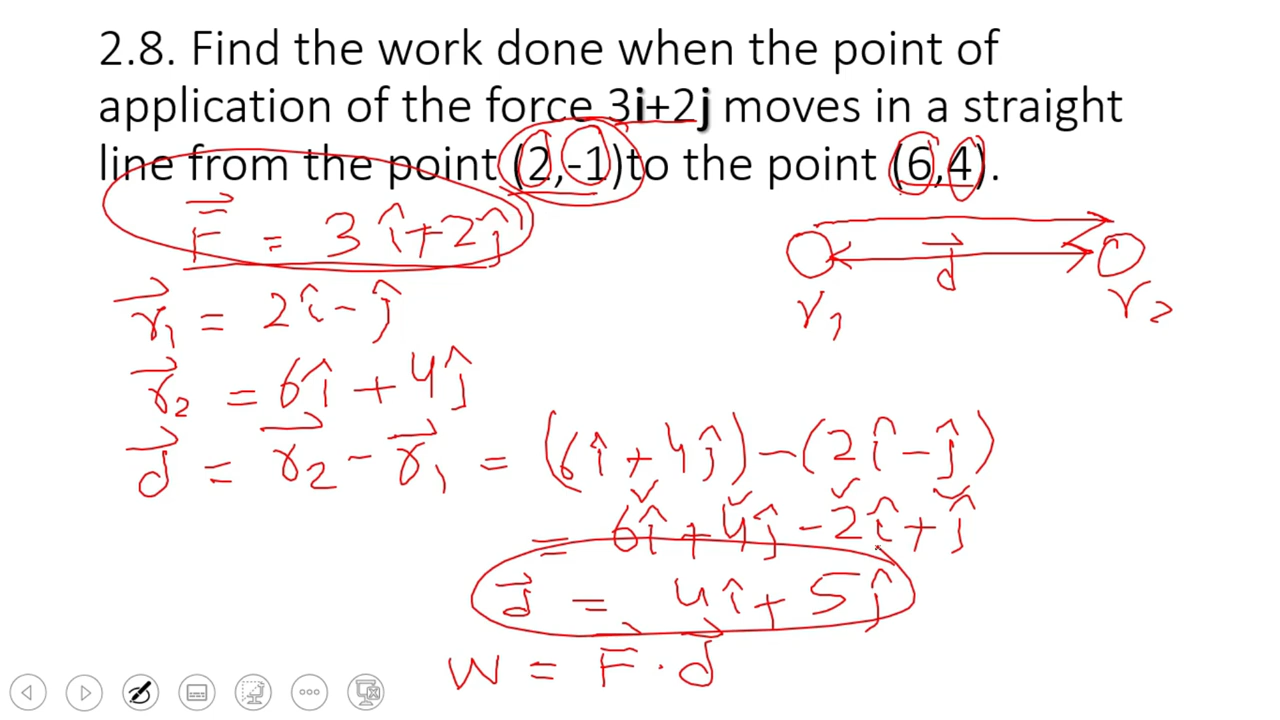 2.8. Find the work done when the point of
application of the force 3i+2j moves in a straight
line from the point (2,-1)to the point (6,4).
F⃗ = 3 î+2ĵ
d⃗
r₁ r₂
r⃗₁ = 2î - ĵ
r⃗₂ = 6î + 4ĵ
d⃗ = r⃗₂ - r⃗₁ = (6î + 4ĵ) - (2î - ĵ)
= 6î + 4ĵ - 2î + ĵ
d⃗ = 4î + 5ĵ
W = F⃗ · d⃗